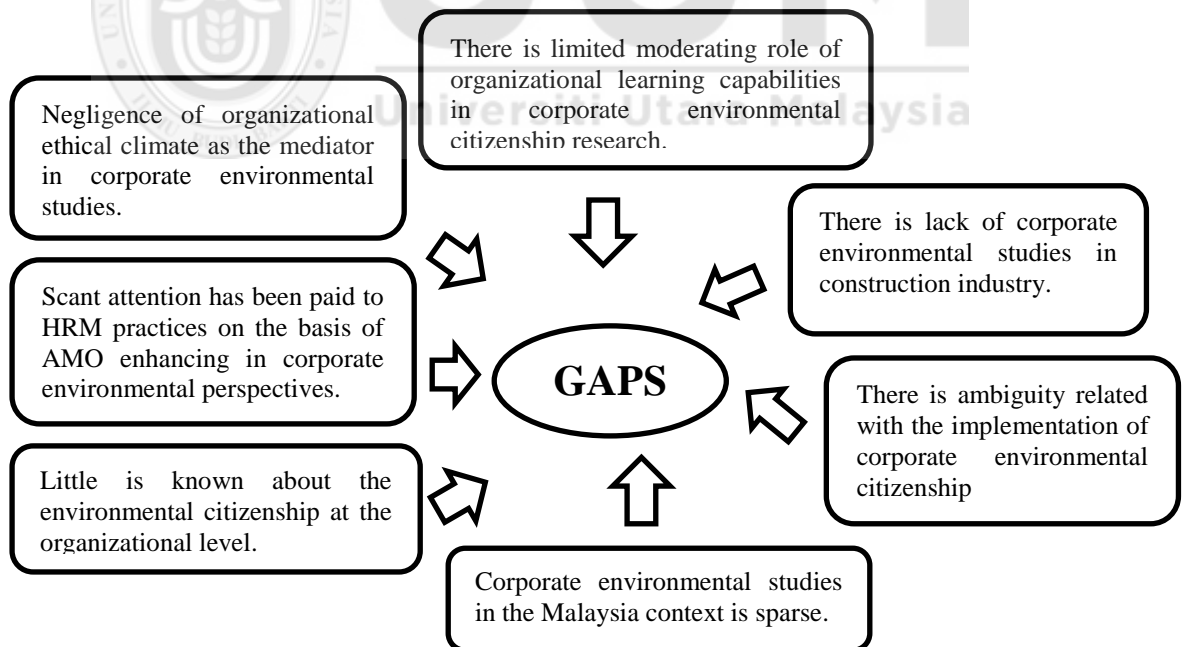 There is limited moderating role of
organizational learning capabilities
in corporate environmental
citizenship research.
Universiti Utara Malaysia
Negligence of organizational
ethical climate as the mediator
in corporate environmental
studies.
There is lack of corporate
environmental studies in
construction industry.
Scant attention has been paid to
HRM practices on the basis of
AMO enhancing in corporate
environmental perspectives.
GAPS
There is ambiguity related
with the implementation of
corporate environmental
citizenship
Little is known about the
environmental citizenship at the
organizational level.
Corporate environmental studies
in the Malaysia context is sparse.